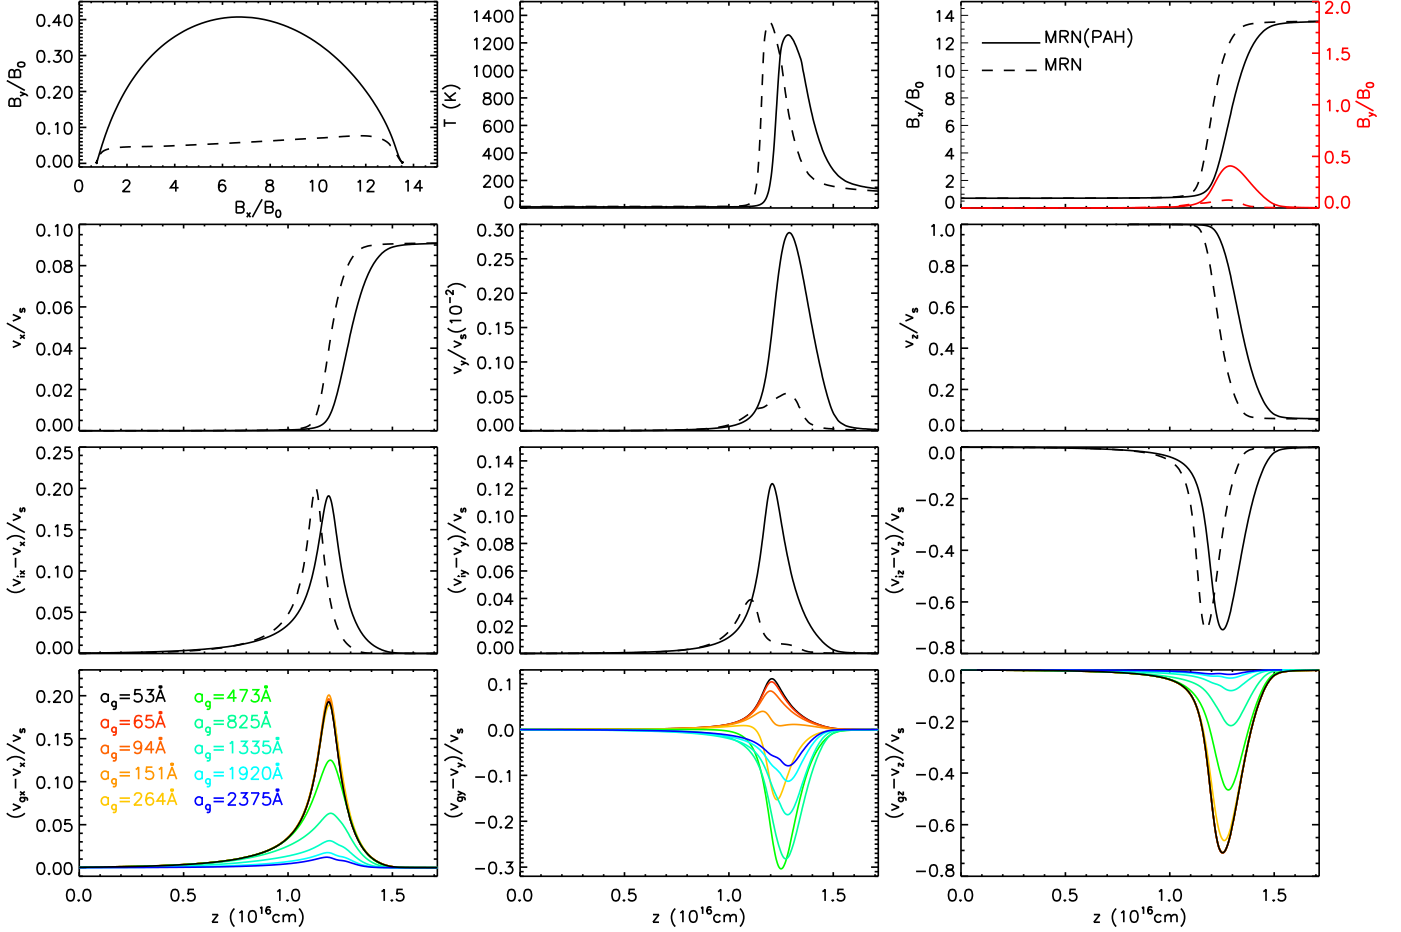 0.40
0.30
0.20
0.10
0.00
B_y/B_0
0 2 4 6 8 10 12 14
B_x/B_0
1400
1200
1000
800
600
400
200
0
T (K)
14
12
10
8
6
4
2
0
B_x/B_0
MRN(PAH)
MRN
2.0
1.5
1.0
0.5
0.0
B_y/B_0
0.10
0.08
0.06
0.04
0.02
0.00
v_x/v_s
0.30
0.25
0.20
0.15
0.10
0.05
0.00
v_y/v_s(10^-2)
1.0
0.8
0.6
0.4
0.2
0.0
v_z/v_s
0.25
0.20
0.15
0.10
0.05
0.00
(v_ix−v_x)/v_s
0.14
0.12
0.10
0.08
0.06
0.04
0.02
0.00
(v_iy−v_y)/v_s
0.0
−0.2
−0.4
−0.6
−0.8
(v_iz−v_z)/v_s
0.20
0.15
0.10
0.05
0.00
(v_gx−v_x)/v_s
a_g=53Å a_g=473Å
a_g=65Å a_g=825Å
a_g=94Å a_g=1335Å
a_g=151Å a_g=1920Å
a_g=264Å a_g=2375Å
0.0 0.5 1.0 1.5
z (10^16cm)
0.1
0.0
−0.1
−0.2
−0.3
(v_gy−v_y)/v_s
0.0 0.5 1.0 1.5
z (10^16cm)
0.0
−0.2
−0.4
−0.6
−0.8
(v_gz−v_z)/v_s
0.0 0.5 1.0 1.5
z (10^16cm)